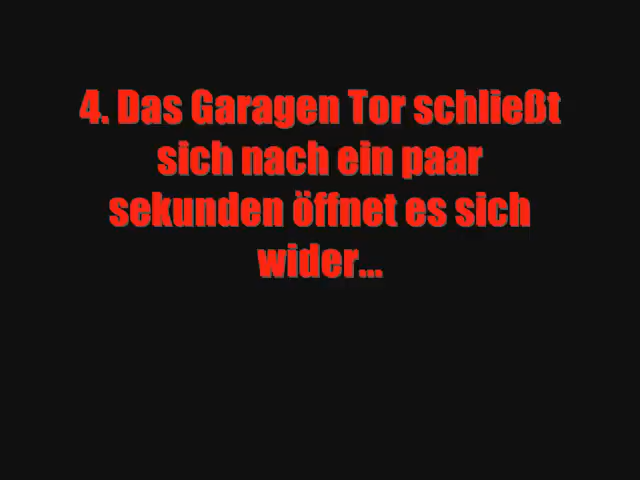 4. Das Garagen Tor schließt
sich nach ein paar
sekunden öffnet es sich
wider...